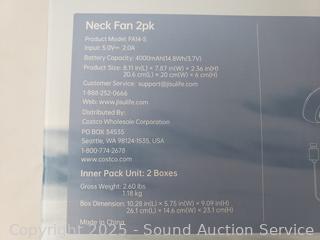 Neck Fan 2pk
Product Model: FA14-S
Input: 5.0V⎓ 2.0A
Battery Capacity: 4000mAh(14.8Wh/3.7V)
Product Size: 8.11 in(L) × 7.87 in(W) × 2.36 in(H)
20.6 cm(L) × 20 cm(W) × 6 cm(H)
Customer Service: support@jisulife.com
1-888-252-0666
Web: www.jisulife.com
Distributed By:
Costco Wholesale Corporation
PO BOX 34535
Seattle, WA 98124-1535, USA
1-800-774-2678
www.costco.com
Inner Pack Unit: 2 Boxes
Gross Weight: 2.60 lbs
1.18 kg
Box Dimension: 10.28 in(L) × 5.75 in(W) × 9.09 in(H)
26.1 cm(L) × 14.6 cm(W) × 23.1 cm(H)
Made in China
Copyright 2025 - Sound Auction Service